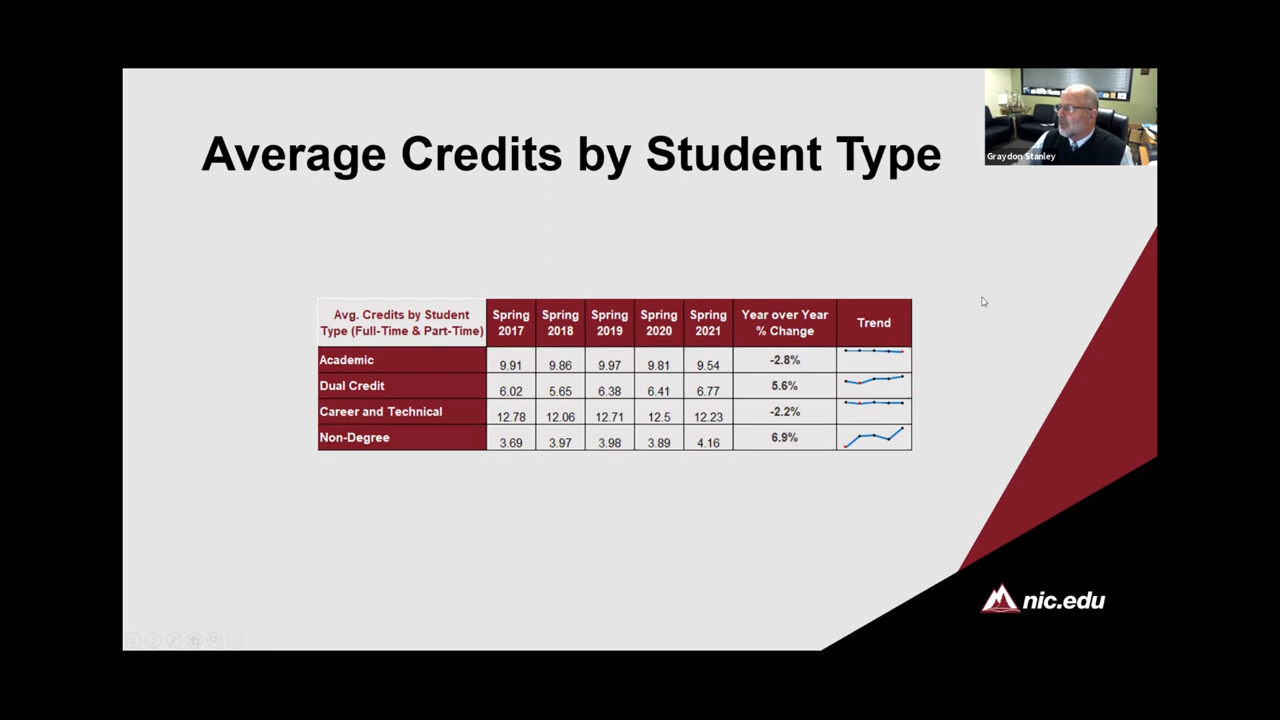 Average Credits by Student Type
Graydon Stanley
Avg. Credits by Student Type (Full-Time & Part-Time) Spring 2017 Spring 2018 Spring 2019 Spring 2020 Spring 2021 Year over Year % Change Trend
Academic 9.91 9.86 9.97 9.81 9.54 -2.8%
Dual Credit 6.02 5.65 6.38 6.41 6.77 5.6%
Career and Technical 12.78 12.06 12.71 12.5 12.23 -2.2%
Non-Degree 3.69 3.97 3.98 3.89 4.16 6.9%
nic.edu